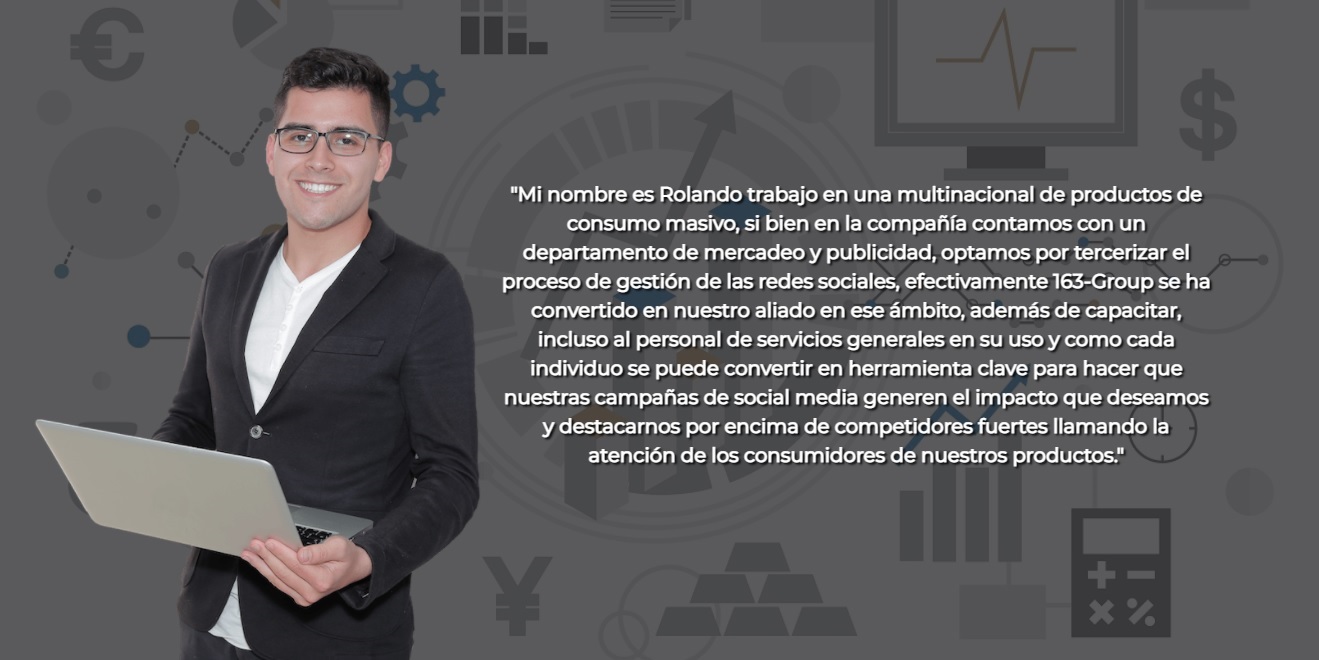 "Mi nombre es Rolando trabajo en una multinacional de productos de
consumo masivo, si bien en la compañía contamos con un
departamento de mercadeo y publicidad, optamos por tercerizar el
proceso de gestión de las redes sociales, efectivamente 163-Group se ha
convertido en nuestro aliado en ese ámbito, además de capacitar,
incluso al personal de servicios generales en su uso y como cada
individuo se puede convertir en herramienta clave para hacer que
nuestras campañas de social media generen el impacto que deseamos
y destacarnos por encima de competidores fuertes llamando la
atención de los consumidores de nuestros productos."